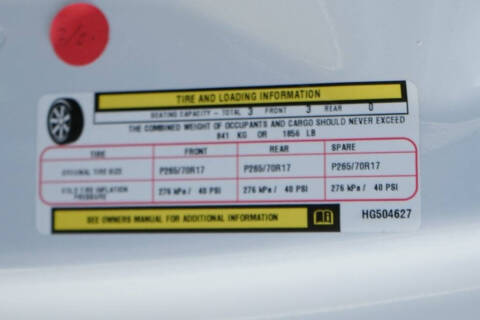 TIRE AND LOADING INFORMATION
SEATING CAPACITY - TOTAL 3 FRONT 3 REAR 0
THE COMBINED WEIGHT OF OCCUPANTS AND CARGO SHOULD NEVER EXCEED
841 KG OR 1856 LB
TIRE FRONT REAR SPARE
ORIGINAL TIRE SIZE P265/70R17 P265/70R17 P265/70R17
COLD TIRE INFLATION PRESSURE 276 kPa / 40 PSI 276 kPa / 40 PSI 276 kPa / 40 PSI
SEE OWNERS MANUAL FOR ADDITIONAL INFORMATION HG504627